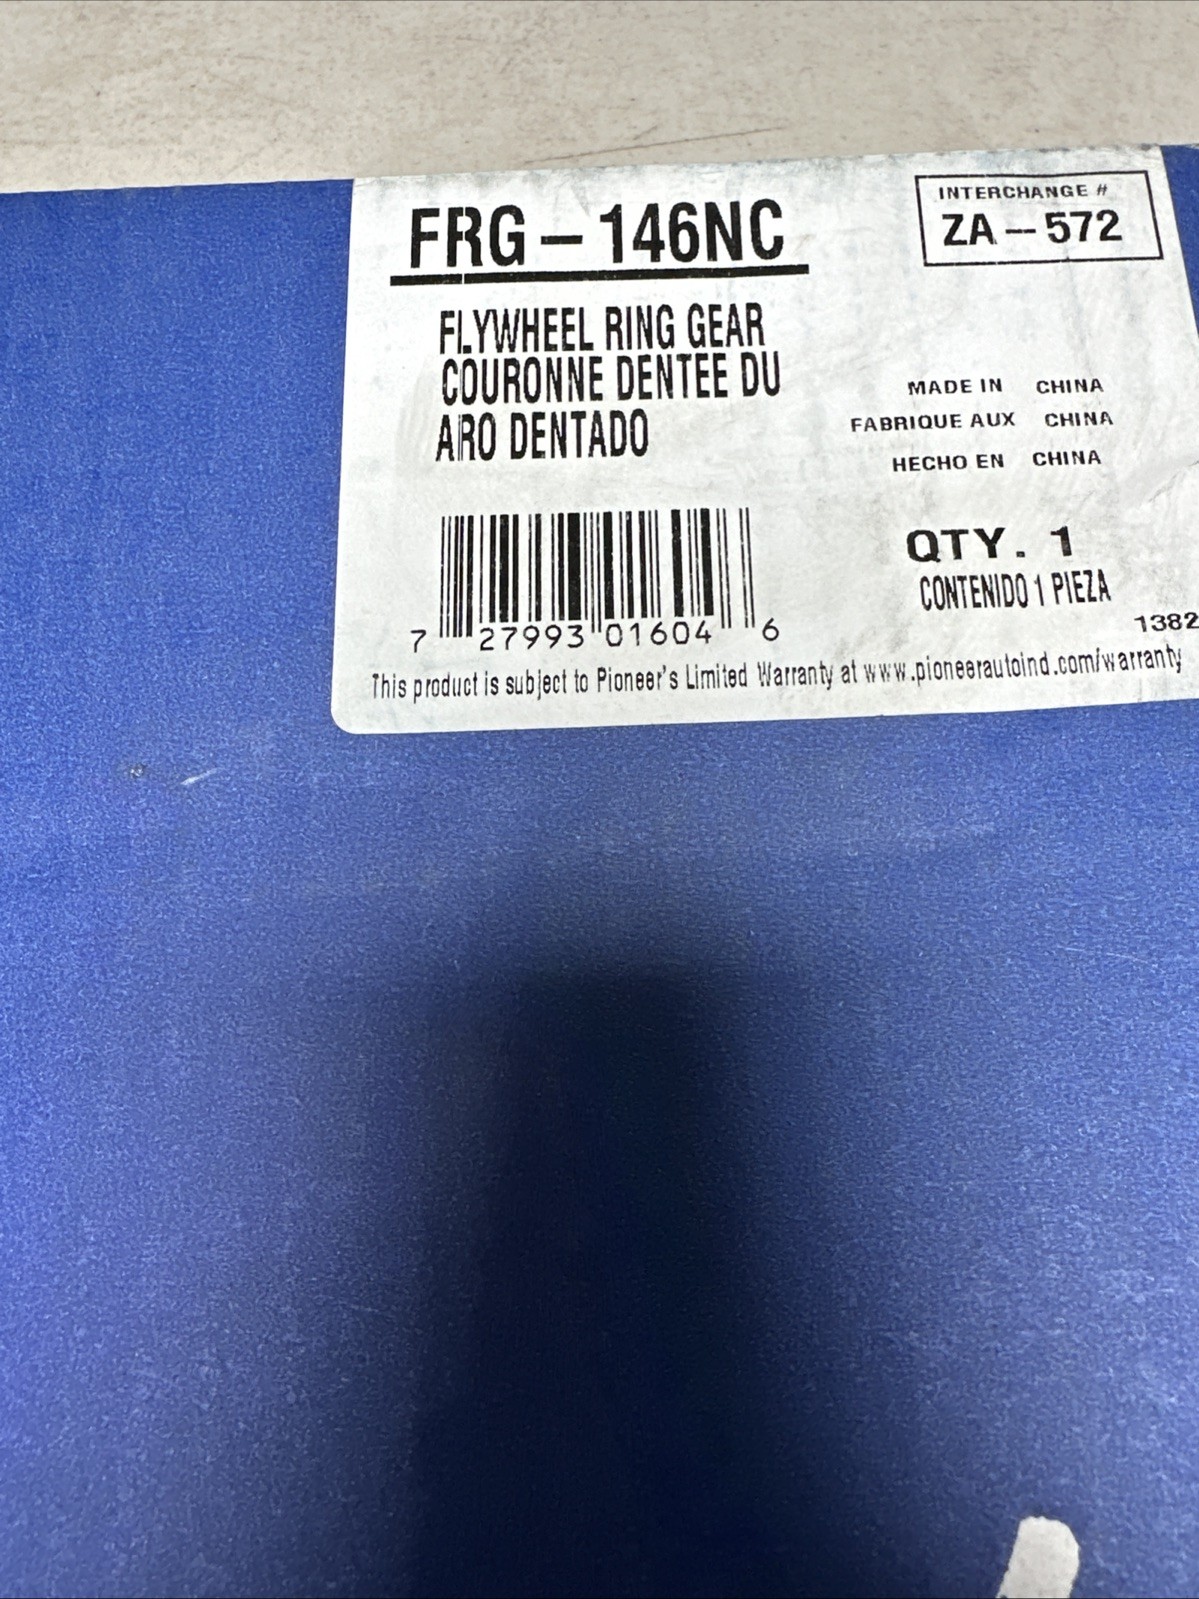 FRG-146NC
INTERCHANGE #
ZA-572
FLYWHEEL RING GEAR
COURONNE DENTEE DU
ARO DENTADO
MADE IN CHINA
FABRIQUE AUX CHINA
HECHO EN CHINA
QTY. 1
CONTENIDO 1 PIEZA
1382
7 27993 01604 6
This product is subject to Pioneer's Limited Warranty at www.pioneerautoind.com/warranty